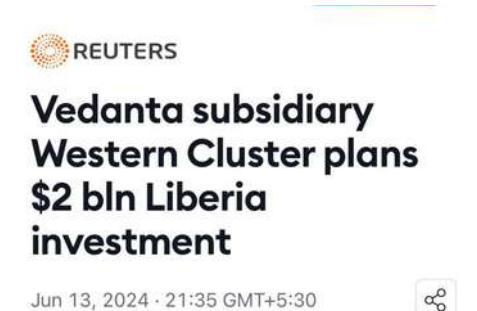 REUTERS
Vedanta subsidiary
Western Cluster plans
$2 bln Liberia
investment
Jun 13, 2024 · 21:35 GMT+5:30